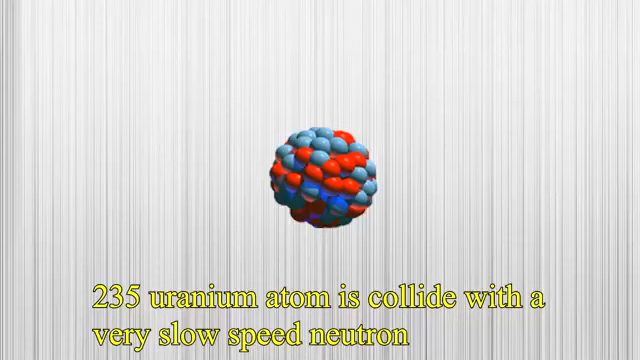 235 uranium atom is collide with a
very slow speed neutron